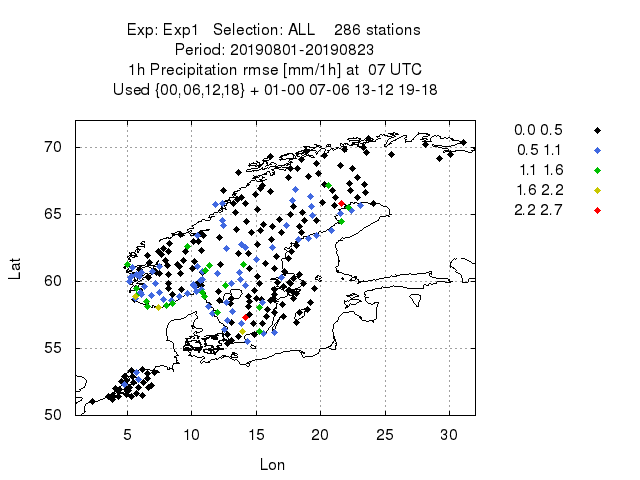 Exp: Exp1 Selection: ALL 286 stations
Period: 20190801-20190823
1h Precipitation rmse [mm/1h] at 07 UTC
Used {00,06,12,18} + 01-00 07-06 13-12 19-18
0.0 0.5
0.5 1.1
1.1 1.6
1.6 2.2
2.2 2.7
70
65
60
55
50
Lat
5 10 15 20 25 30
Lon